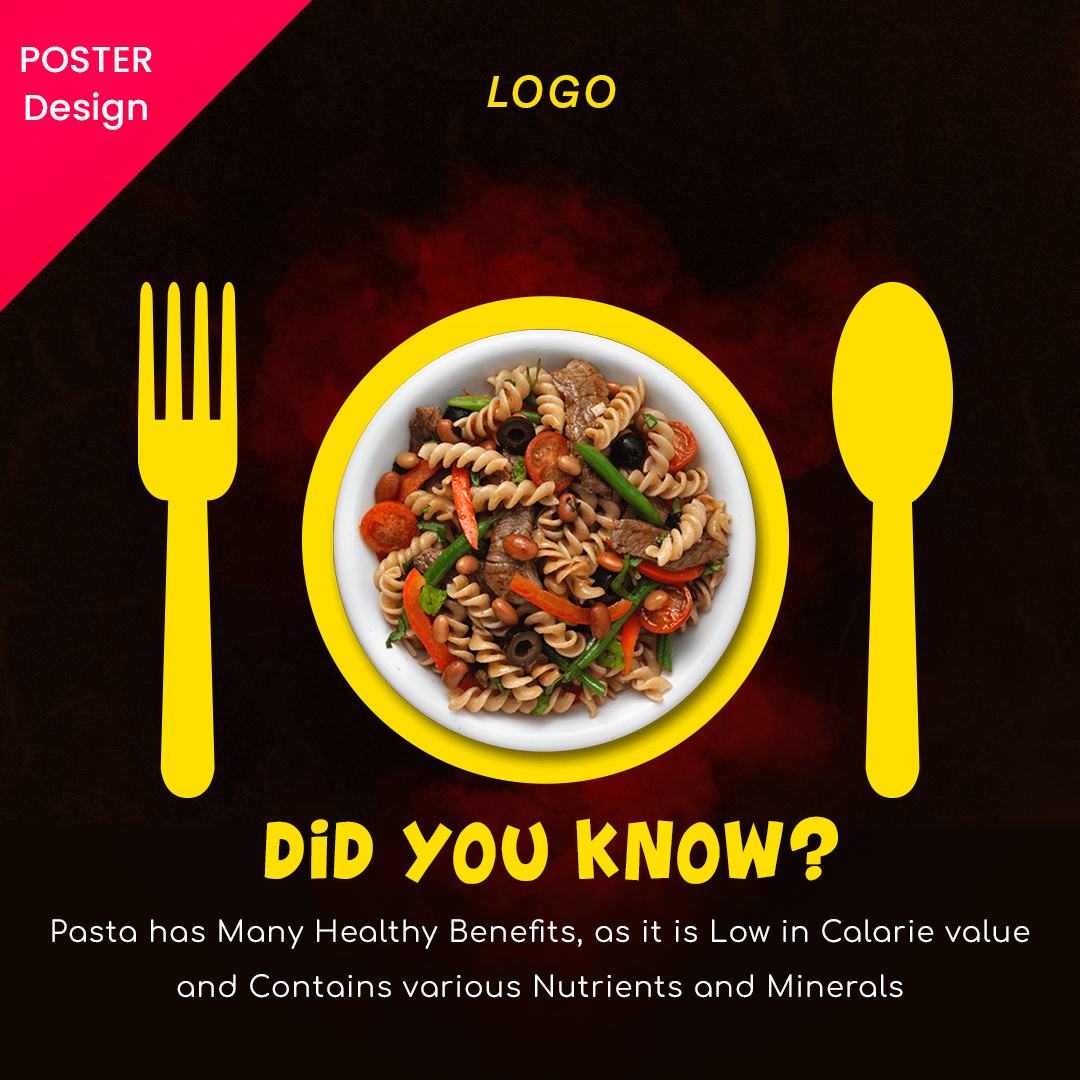 POSTER
Design
LOGO
DiD YOU KNOW?
Pasta has Many Healthy Benefits, as it is Low in Calarie value
and Contains various Nutrients and Minerals